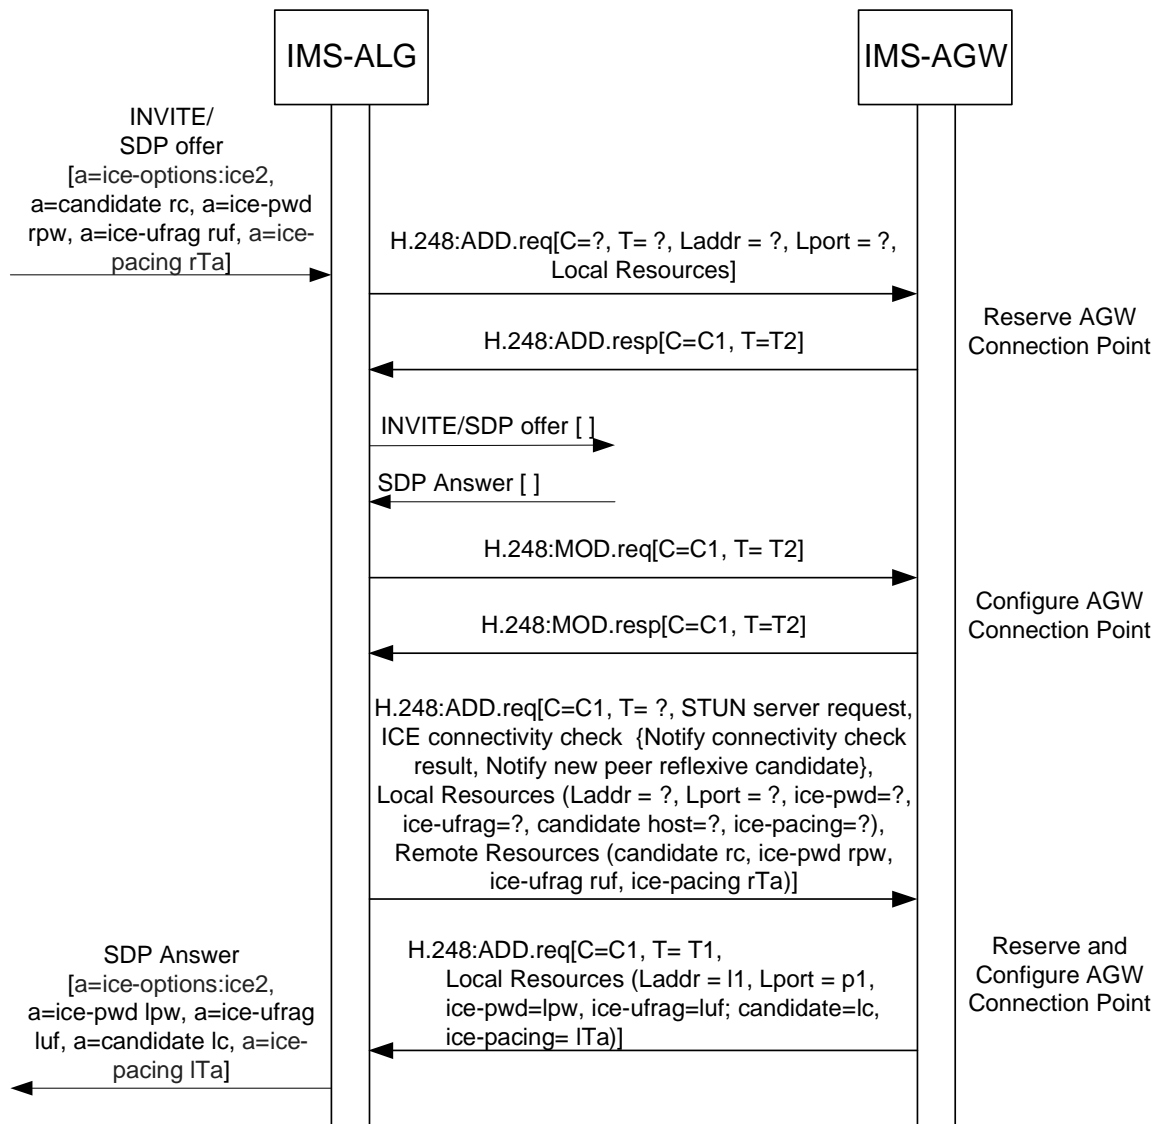 IMS-ALG
IMS-AGW
INVITE/
SDP offer
[a=ice-options:ice2,
a=candidate rc, a=ice-pwd
rpw, a=ice-ufrag ruf, a=ice-
pacing rTa]
H.248:ADD.req[C=?, T= ?, Laddr = ?, Lport = ?,
Local Resources]
Reserve AGW
Connection Point
H.248:ADD.resp[C=C1, T=T2]
INVITE/SDP offer [ ]
SDP Answer [ ]
H.248:MOD.req[C=C1, T= T2]
Configure AGW
Connection Point
H.248:MOD.resp[C=C1, T=T2]
H.248:ADD.req[C=C1, T= ?, STUN server request,
ICE connectivity check  {Notify connectivity check
result, Notify new peer reflexive candidate},
Local Resources (Laddr = ?, Lport = ?, ice-pwd=?,
ice-ufrag=?, candidate host=?, ice-pacing=?),
Remote Resources (candidate rc, ice-pwd rpw,
ice-ufrag ruf, ice-pacing rTa)]
H.248:ADD.req[C=C1, T= T1,
Local Resources (Laddr = l1, Lport = p1,
ice-pwd=lpw, ice-ufrag=luf; candidate=lc,
ice-pacing= lTa)]
Reserve and
Configure AGW
Connection Point
SDP Answer
[a=ice-options:ice2,
a=ice-pwd lpw, a=ice-ufrag
luf, a=candidate lc, a=ice-
pacing lTa]